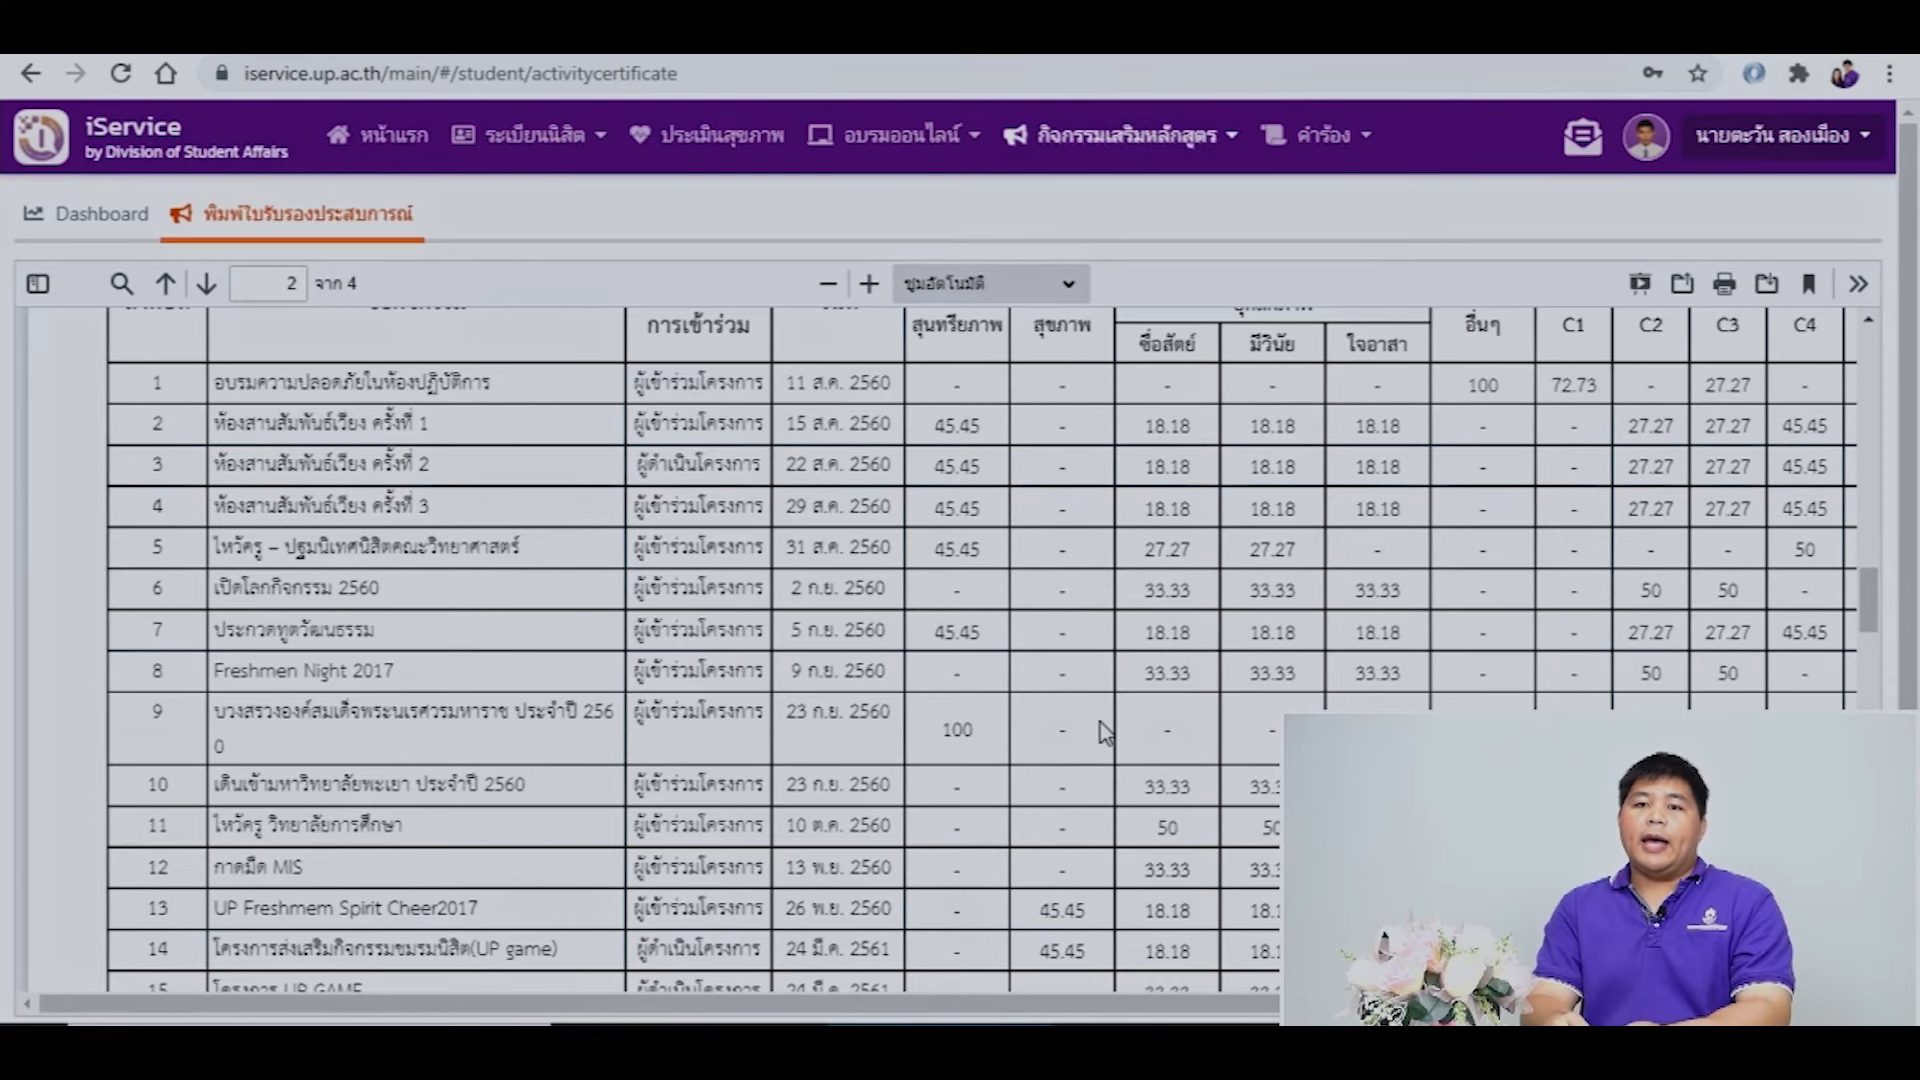 iservice.up.ac.th/main/#/student/activitycertificate
iService
by Division of Student Affairs
หน้าแรก
ระเบียนนิสิต
ประเมินสุขภาพ
อบรมออนไลน์
กิจกรรมเสริมหลักสูตร
คำร้อง
นายตะวัน สองเมือง
Dashboard
พิมพ์ใบรับรองประสบการณ์
2 จาก 4
ซูมอัตโนมัติ
การเข้าร่วม สุนทรียภาพ สุขภาพ อื่นๆ C1 C2 C3 C4
ซื่อสัตย์ มีวินัย ใจอาสา
1 อบรมความปลอดภัยในห้องปฏิบัติการ ผู้เข้าร่วมโครงการ 11 ส.ค. 2560 - - - - - 100 72.73 - 27.27 -
2 ห้องสานสัมพันธ์เวียง ครั้งที่ 1 ผู้เข้าร่วมโครงการ 15 ส.ค. 2560 45.45 - 18.18 18.18 18.18 - - 27.27 27.27 45.45
3 ห้องสานสัมพันธ์เวียง ครั้งที่ 2 ผู้ดำเนินโครงการ 22 ส.ค. 2560 45.45 - 18.18 18.18 18.18 - - 27.27 27.27 45.45
4 ห้องสานสัมพันธ์เวียง ครั้งที่ 3 ผู้เข้าร่วมโครงการ 29 ส.ค. 2560 45.45 - 18.18 18.18 18.18 - - 27.27 27.27 45.45
5 ไหว้ครู – ปฐมนิเทศนิสิตคณะวิทยาศาสตร์ ผู้เข้าร่วมโครงการ 31 ส.ค. 2560 45.45 - 27.27 27.27 - - - - - 50
6 เปิดโลกกิจกรรม 2560 ผู้เข้าร่วมโครงการ 2 ก.ย. 2560 - - 33.33 33.33 33.33 - - 50 50 -
7 ประกวดทูตวัฒนธรรม ผู้เข้าร่วมโครงการ 5 ก.ย. 2560 45.45 - 18.18 18.18 18.18 - - 27.27 27.27 45.45
8 Freshmen Night 2017 ผู้เข้าร่วมโครงการ 9 ก.ย. 2560 - - 33.33 33.33 33.33 - - 50 50 -
9 บวงสรวงองค์สมเด็จพระนเรศวรมหาราช ประจำปี 256 ผู้เข้าร่วมโครงการ 23 ก.ย. 2560 100 - - -
0
10 เดินเข้ามหาวิทยาลัยพะเยา ประจำปี 2560 ผู้เข้าร่วมโครงการ 23 ก.ย. 2560 - - 33.33
11 ไหว้ครู วิทยาลัยการศึกษา ผู้เข้าร่วมโครงการ 10 ต.ค. 2560 - - 50
12 กาดมืด MIS ผู้เข้าร่วมโครงการ 13 พ.ย. 2560 - - 33.33
13 UP Freshmem Spirit Cheer2017 ผู้เข้าร่วมโครงการ 26 พ.ย. 2560 - 45.45 18.18
14 โครงการส่งเสริมกิจกรรมชมรมนิสิต(UP game) ผู้ดำเนินโครงการ 24 มี.ค. 2561 - 45.45 18.18
15 โครงการ UP GAME ผู้ดำเนินโครงการ 24 มี.ค. 2561